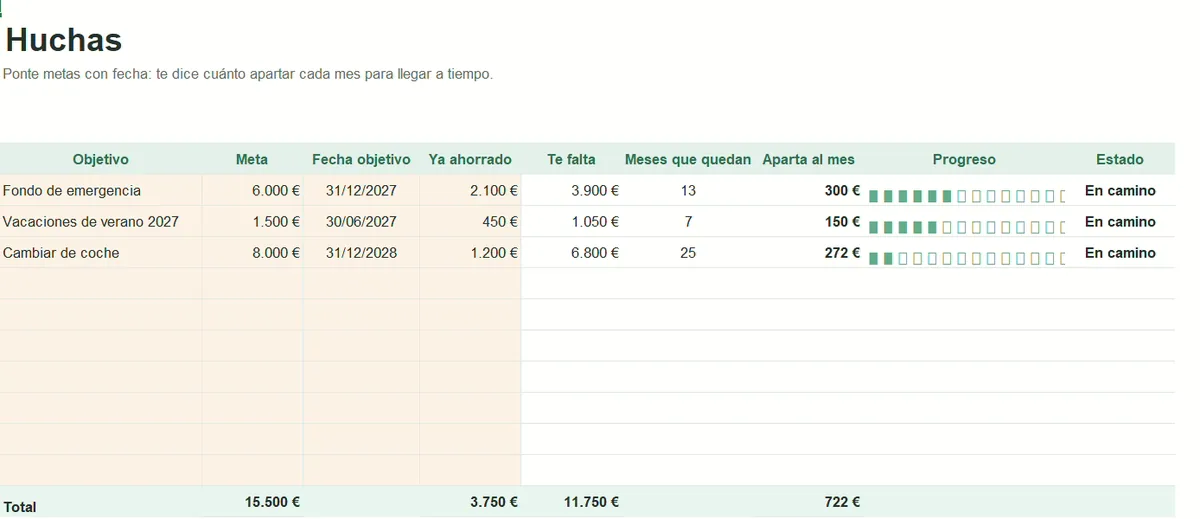 Huchas
Ponte metas con fecha: te dice cuánto apartar cada mes para llegar a tiempo.
Objetivo Meta Fecha objetivo Ya ahorrado Te falta Meses que quedan Aparta al mes Progreso Estado
Fondo de emergencia 6.000 € 31/12/2027 2.100 € 3.900 € 13 300 € En camino
Vacaciones de verano 2027 1.500 € 30/06/2027 450 € 1.050 € 7 150 € En camino
Cambiar de coche 8.000 € 31/12/2028 1.200 € 6.800 € 25 272 € En camino
Total 15.500 € 3.750 € 11.750 € 722 €